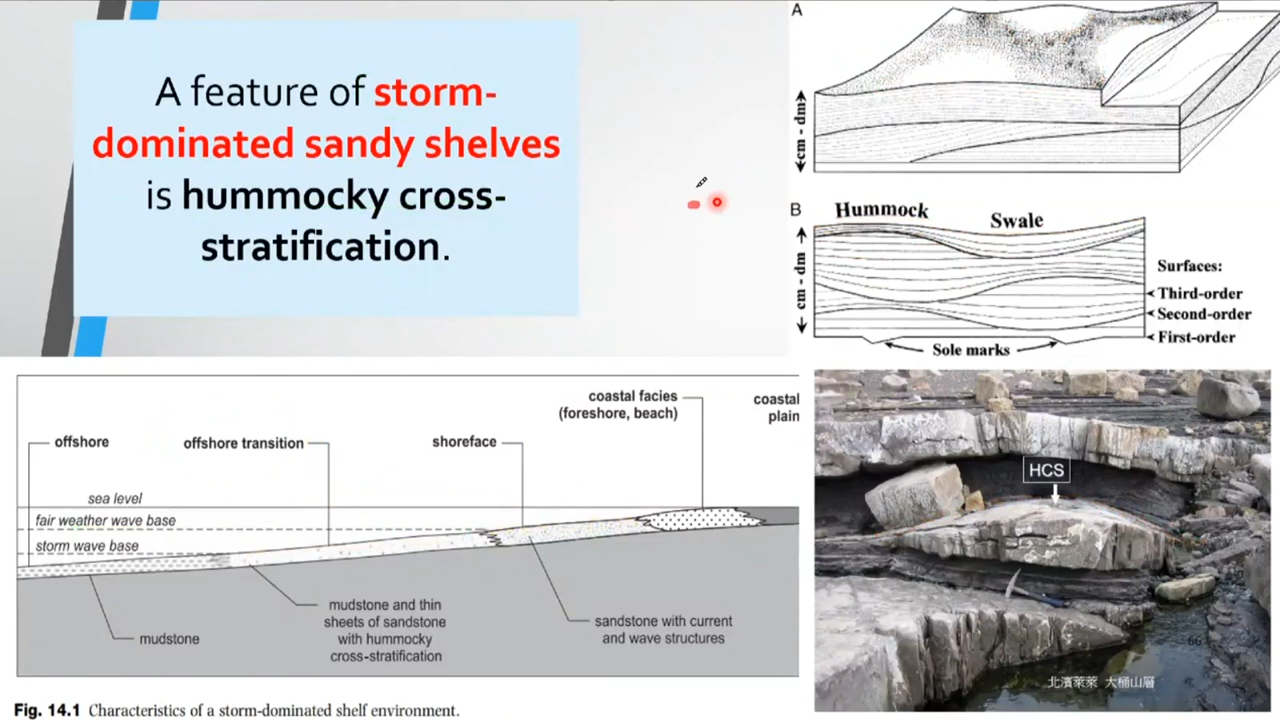 A feature of storm-
dominated sandy shelves
is hummocky cross-
stratification.
A
cm - dm
B
Hummock
Swale
cm - dm
Surfaces:
Third-order
Second-order
First-order
Sole marks
coastal facies
(foreshore, beach)
coastal
plain
offshore
offshore transition
shoreface
sea level
fair weather wave base
storm wave base
mudstone
mudstone and thin
sheets of sandstone
with hummocky
cross-stratification
sandstone with current
and wave structures
Fig. 14.1 Characteristics of a storm-dominated shelf environment.
HCS
66
北濱萊萊 大桶山層